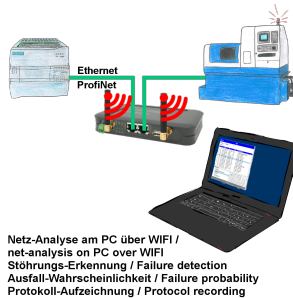 Ethernet
ProfiNet
Netz-Analyse am PC über WIFI /
net-analysis on PC over WIFI
Störungs-Erkennung / Failure detection
Ausfall-Wahrscheinlichkeit / Failure probability
Protokoll-Aufzeichnung / Protocol recording